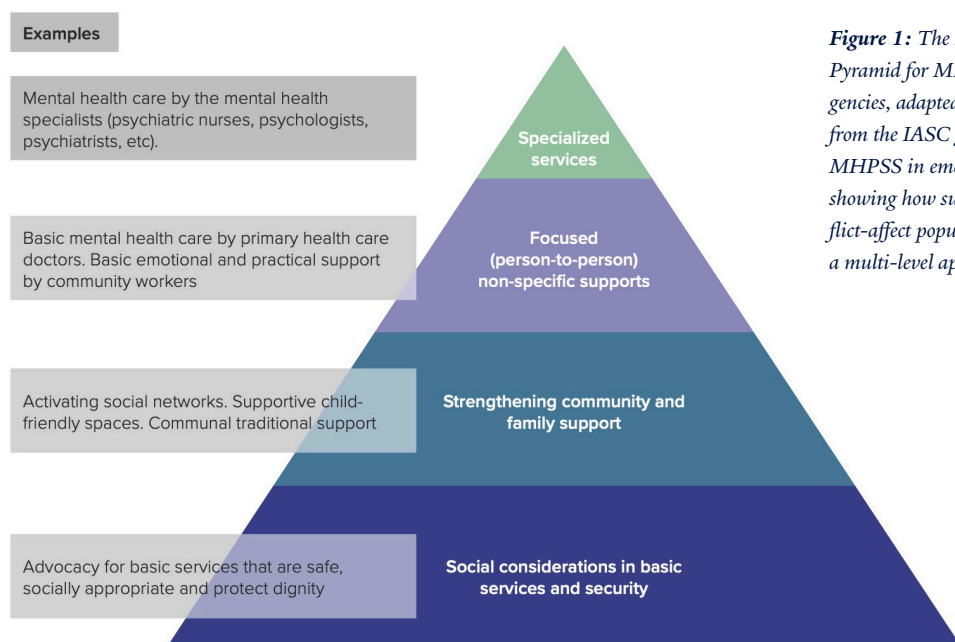 Examples
Mental health care by the mental health
specialists (psychiatric nurses, psychologists,
psychiatrists, etc).
Specialized
services
Basic mental health care by primary health care
doctors. Basic emotional and practical support
by community workers
Focused
(person-to-person)
non-specific supports
Activating social networks. Supportive child-
friendly spaces. Communal traditional support
Strengthening community and
family support
Advocacy for basic services that are safe,
socially appropriate and protect dignity
Social considerations in basic
services and security
Figure 1: The
Pyramid for
gencies, adapted
from the IASC
MHPSS in
showing how
flict-affect
a multi-level